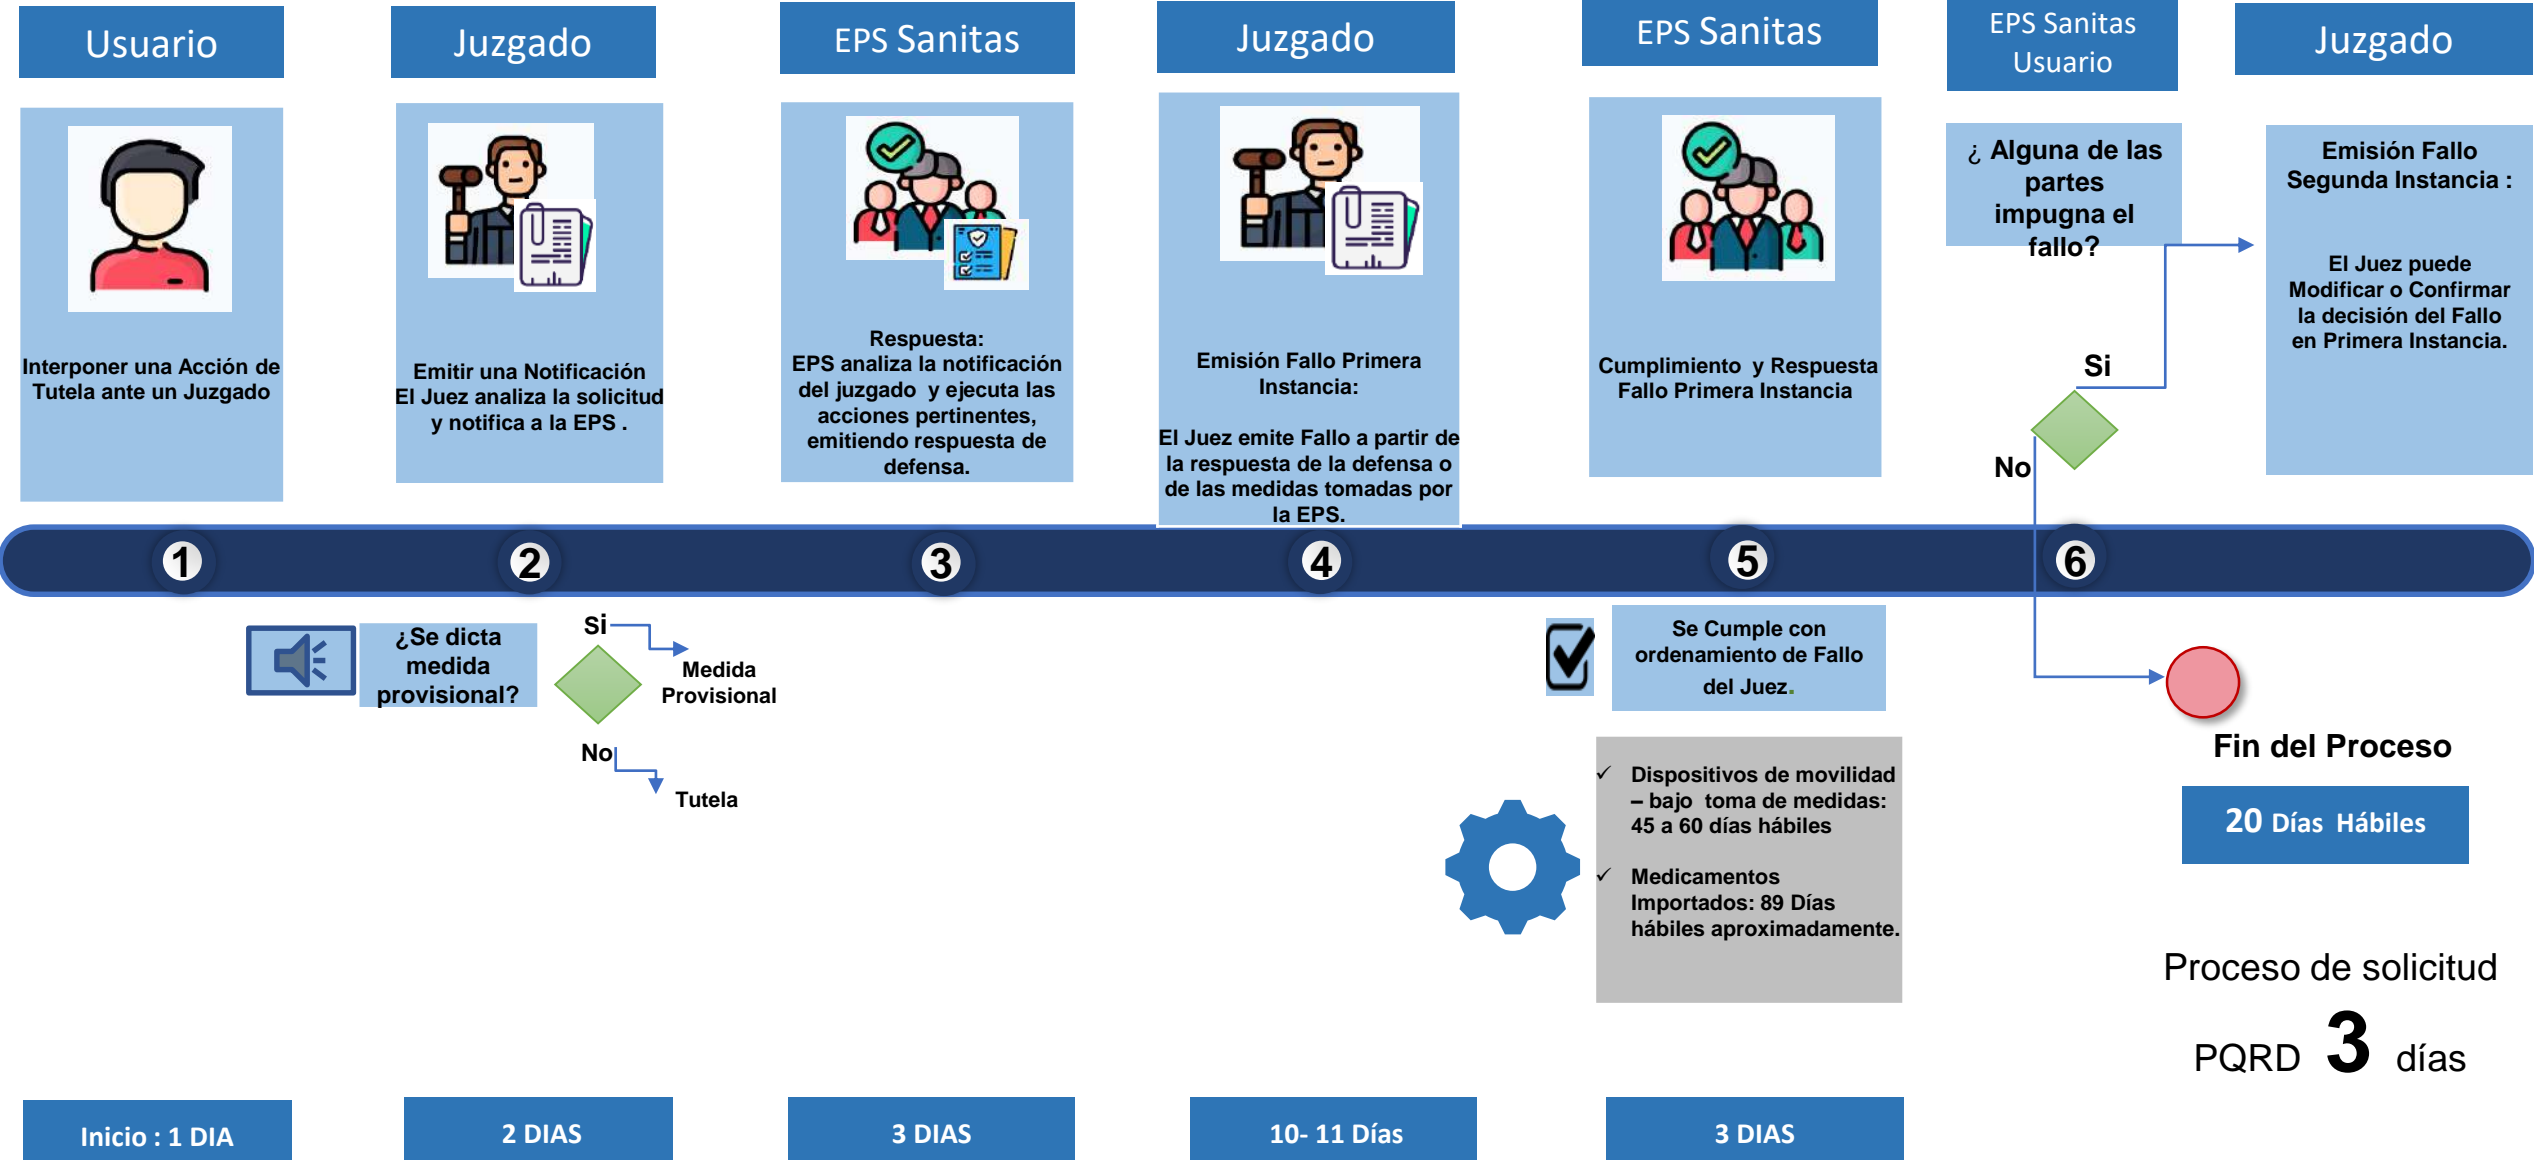 Usuario
Juzgado
EPS Sanitas
Juzgado
EPS Sanitas
EPS Sanitas
Usuario
Juzgado
Interponer una Acción de
Tutela ante un Juzgado
Emitir una Notificación
El Juez analiza la solicitud
y notifica a la EPS .
Respuesta:
EPS analiza la notificación
del juzgado y ejecuta las
acciones pertinentes,
emitiendo respuesta de
defensa.
Emisión Fallo Primera
Instancia:
El Juez emite Fallo a partir de
la respuesta de la defensa o
de las medidas tomadas por
la EPS.
Cumplimiento y Respuesta
Fallo Primera Instancia
¿ Alguna de las
partes
impugna el
fallo?
Si
No
Emisión Fallo
Segunda Instancia :
El Juez puede
Modificar o Confirmar
la decisión del Fallo
en Primera Instancia.
1
2
3
4
5
6
¿Se dicta
medida
provisional?
Si
Medida
Provisional
No
Tutela
Se Cumple con
ordenamiento de Fallo
del Juez.
✓ Dispositivos de movilidad
– bajo toma de medidas:
45 a 60 días hábiles
✓ Medicamentos
Importados: 89 Días
hábiles aproximadamente.
Fin del Proceso
20 Días Hábiles
Proceso de solicitud
PQRD 3 días
Inicio : 1 DIA
2 DIAS
3 DIAS
10- 11 Días
3 DIAS